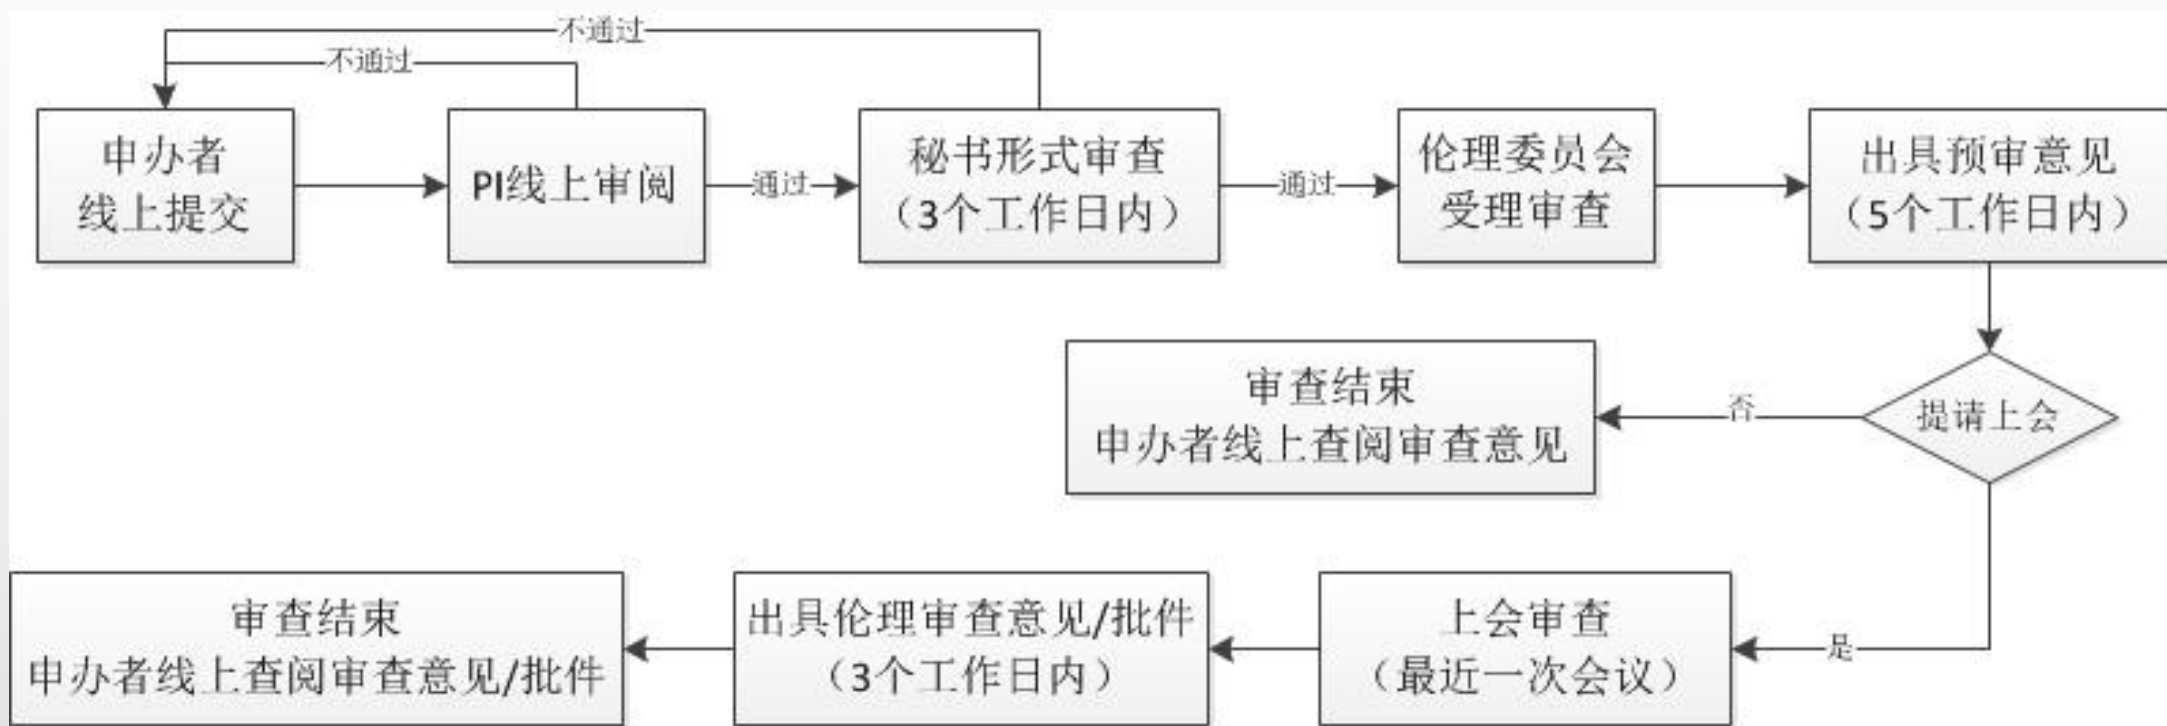 不通过
不通过
申办者
线上提交
PI线上审阅
通过
秘书形式审查
（3个工作日内）
通过
伦理委员会
受理审查
出具预审意见
（5个工作日内）
提请上会
否
审查结束
申办者线上查阅审查意见
是
上会审查
（最近一次会议）
出具伦理审查意见/批件
（3个工作日内）
审查结束
申办者线上查阅审查意见/批件